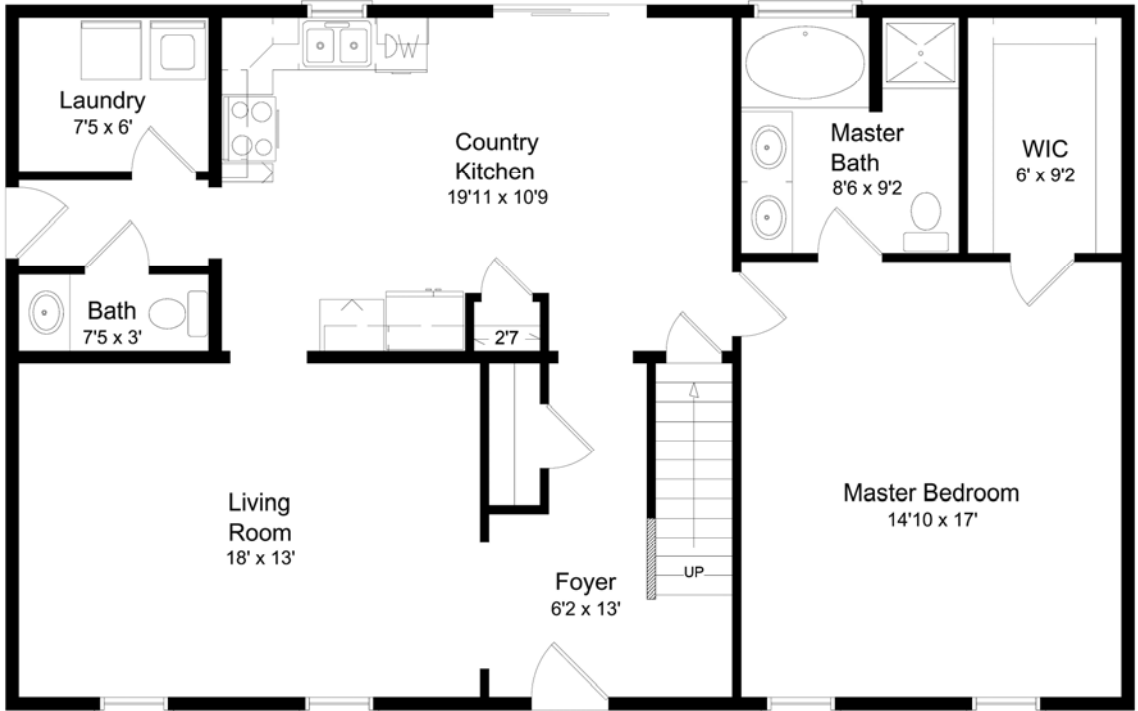 Laundry
7'5 x 6'
DW
Country
Kitchen
19'11 x 10'9
Master
Bath
8'6 x 9'2
WIC
6' x 9'2
Bath
7'5 x 3'
2'7
Living
Room
18' x 13'
Foyer
6'2 x 13'
UP
Master Bedroom
14'10 x 17'